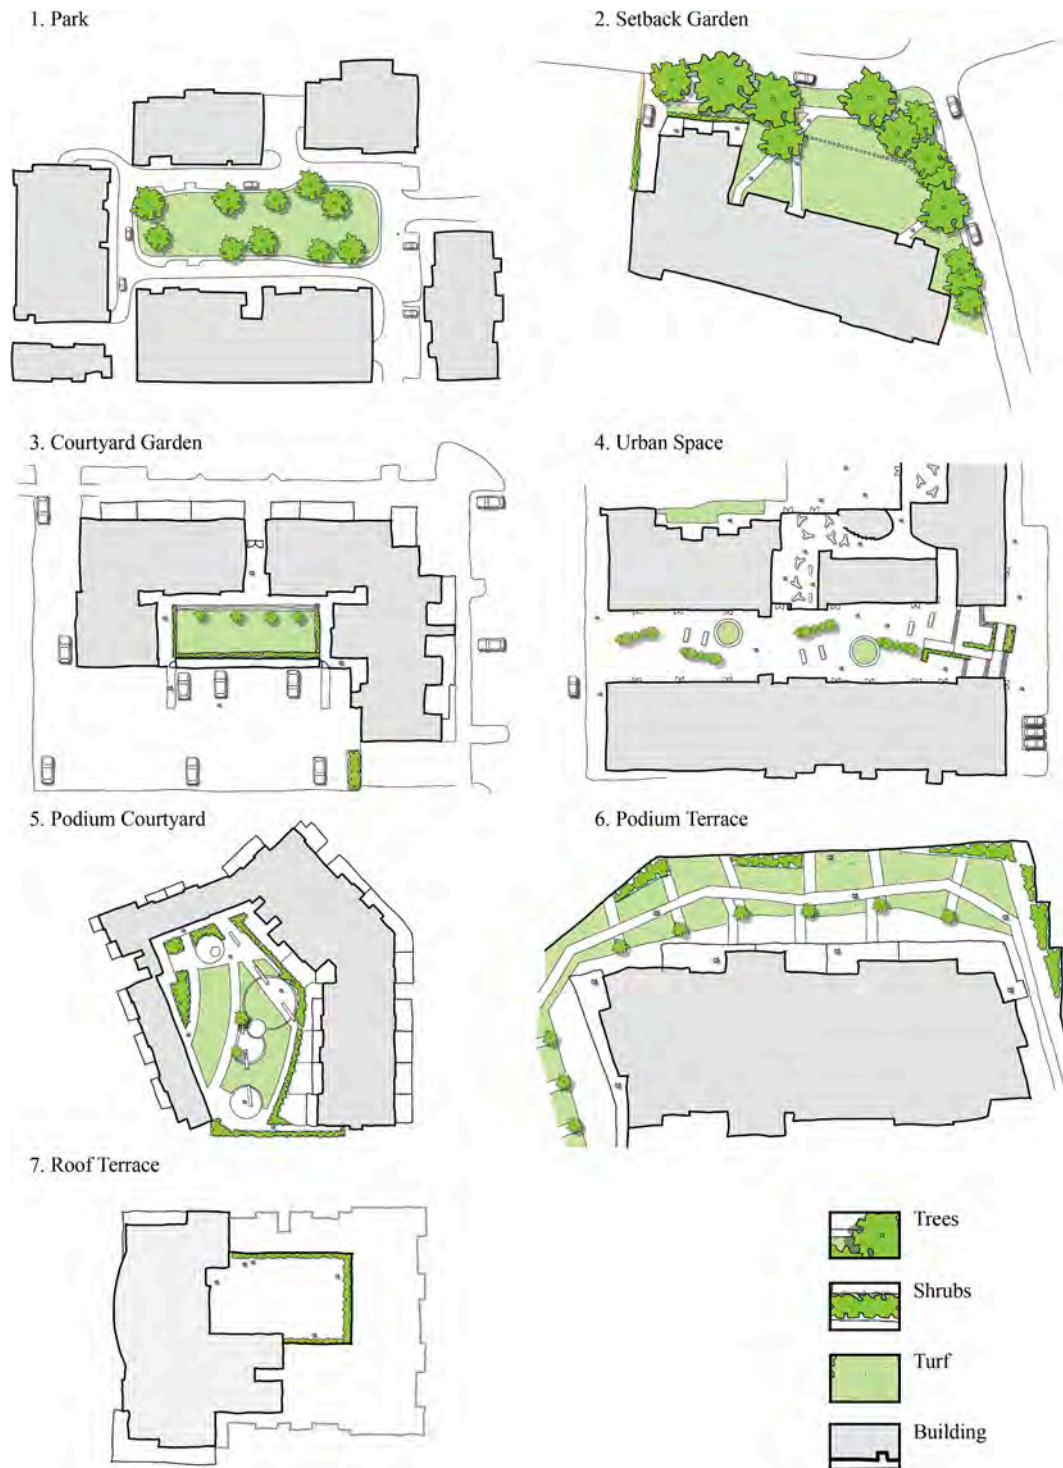 1. Park
2. Setback Garden
3. Courtyard Garden
4. Urban Space
5. Podium Courtyard
6. Podium Terrace
7. Roof Terrace
Trees
Shrubs
Turf
Building